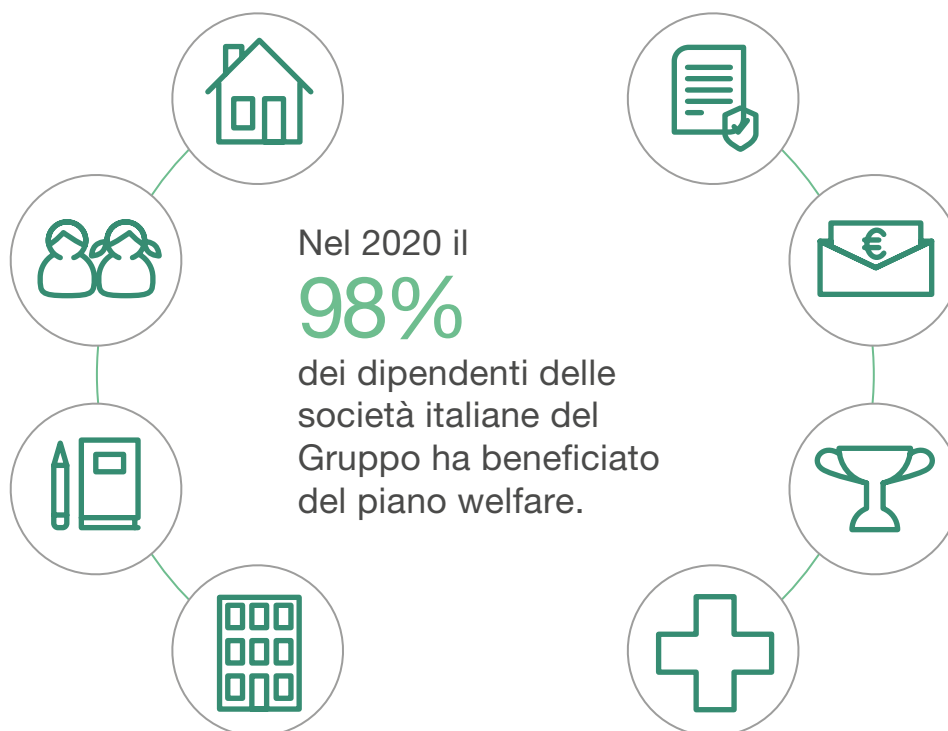 Nel 2020 il
98%
dei dipendenti delle
società italiane del
Gruppo ha beneficiato
del piano welfare.
€